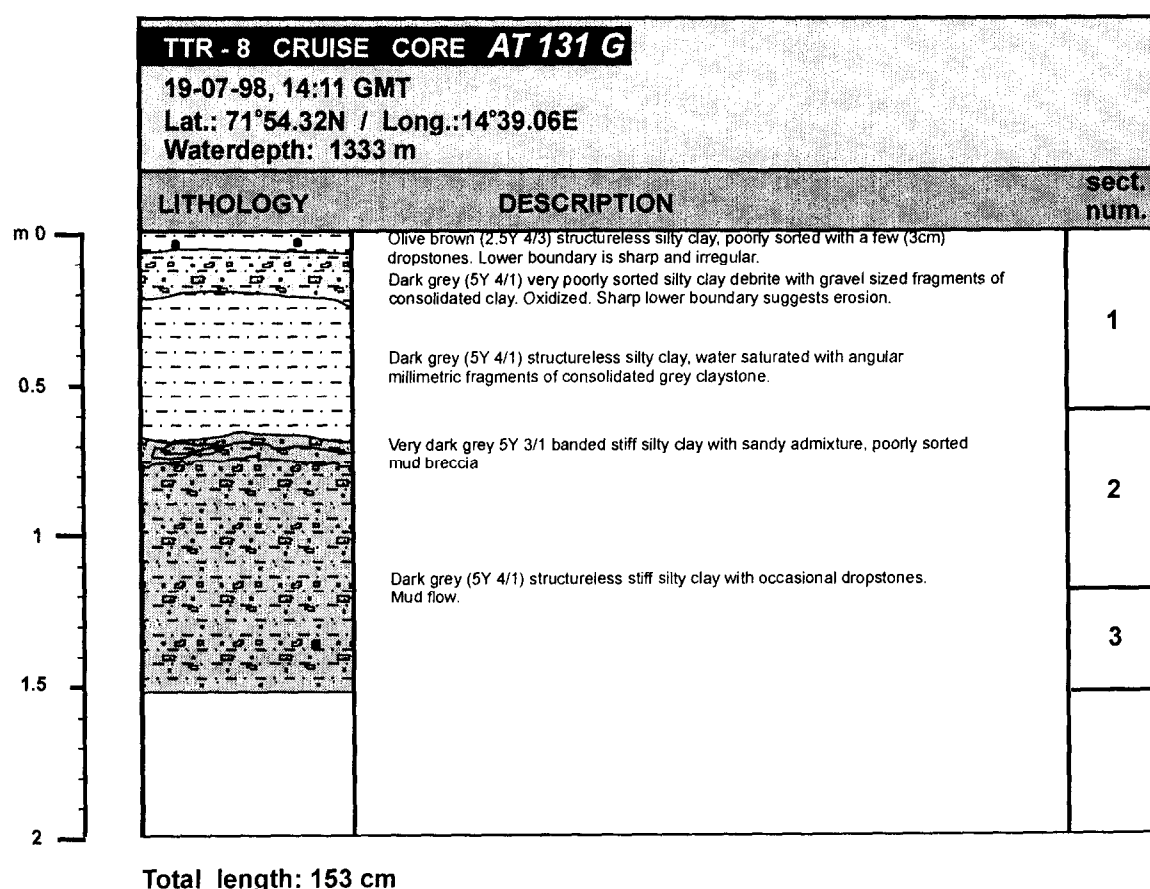 TTR - 8 CRUISE CORE AT 131 G
19-07-98, 14:11 GMT
Lat.: 71°54.32N / Long.:14°39.06E
Waterdepth: 1333 m
LITHOLOGY
DESCRIPTION
sect.
num.
m 0
Olive brown (2.5Y 4/3) structureless silty clay, poorly sorted with a few (3cm)
dropstones. Lower boundary is sharp and irregular.
Dark grey (5Y 4/1) very poorly sorted silty clay debrite with gravel sized fragments of
consolidated clay. Oxidized. Sharp lower boundary suggests erosion.
1
Dark grey (5Y 4/1) structureless silty clay, water saturated with angular
millimetric fragments of consolidated grey claystone.
0.5
Very dark grey 5Y 3/1 banded stiff silty clay with sandy admixture, poorly sorted
mud breccia
2
1
Dark grey (5Y 4/1) structureless stiff silty clay with occasional dropstones.
Mud flow.
3
1.5
2
Total length: 153 cm